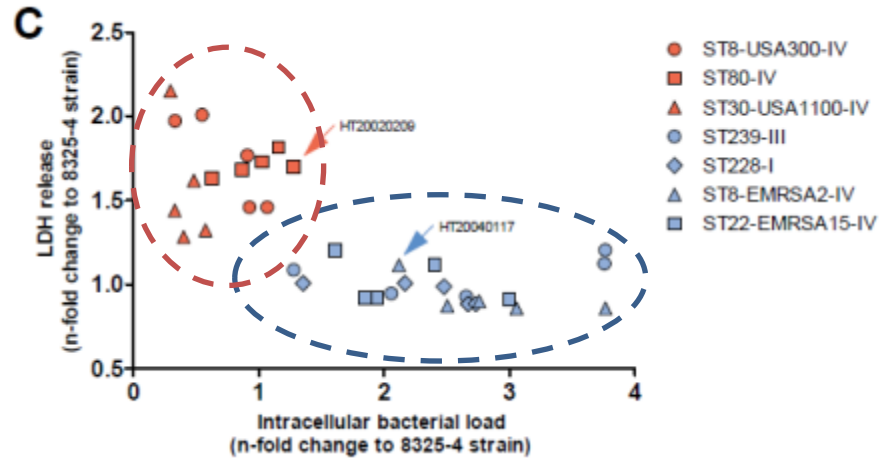 C
2.5
2.0
1.5
1.0
0.5
LDH release
(n-fold change to 8325-4 strain)
0
1
2
3
4
Intracellular bacterial load
(n-fold change to 8325-4 strain)
HT20020209
HT20040117
ST8-USA300-IV
ST80-IV
ST30-USA1100-IV
ST239-III
ST228-I
ST8-EMRSA2-IV
ST22-EMRSA15-IV